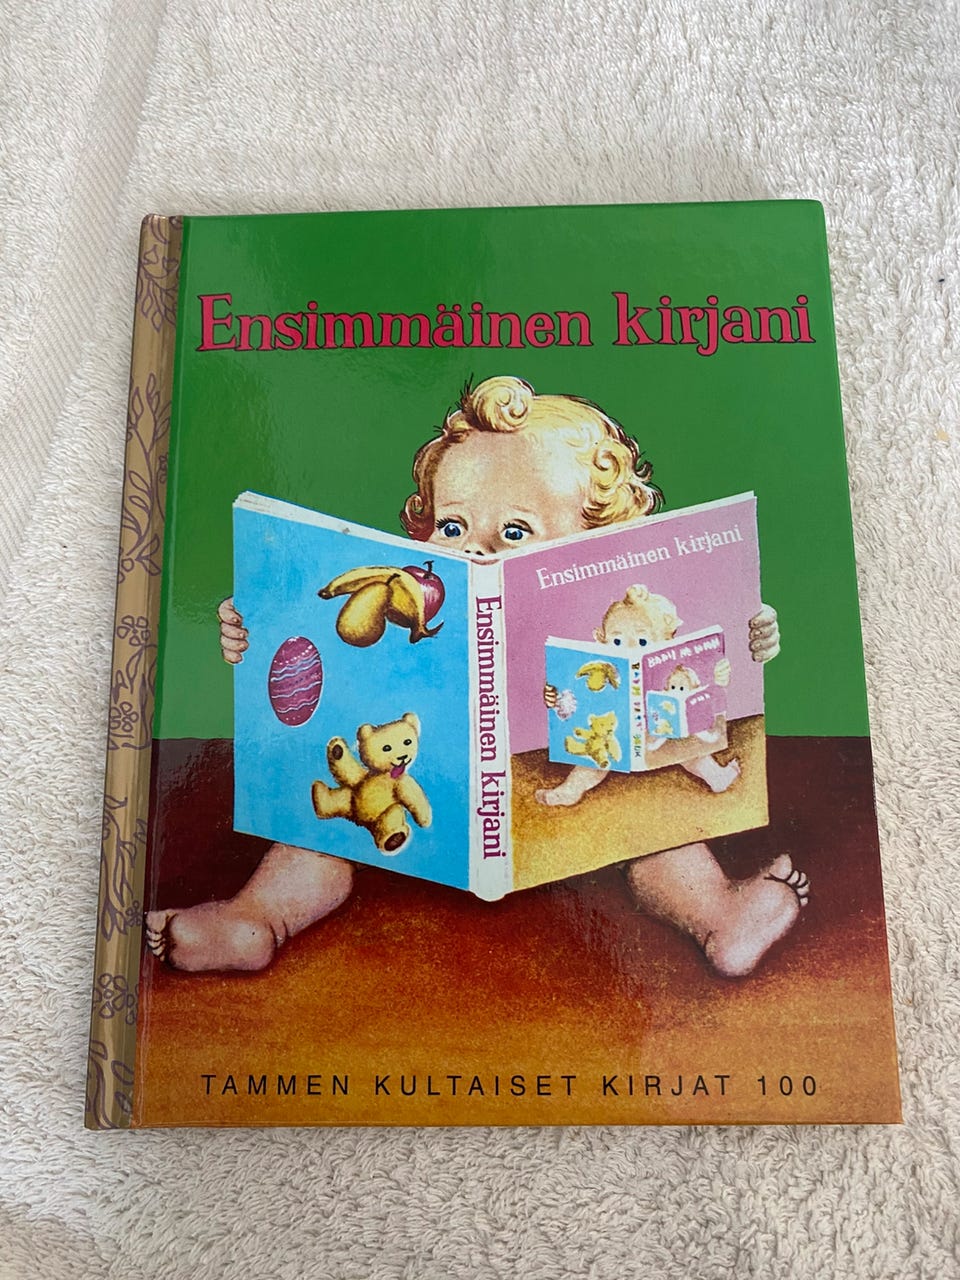 Ensimmäinen kirjani
Ensimmäinen kirjani
Ensimmäinen kirjani
TAMMEN KULTAISET KIRJAT 100